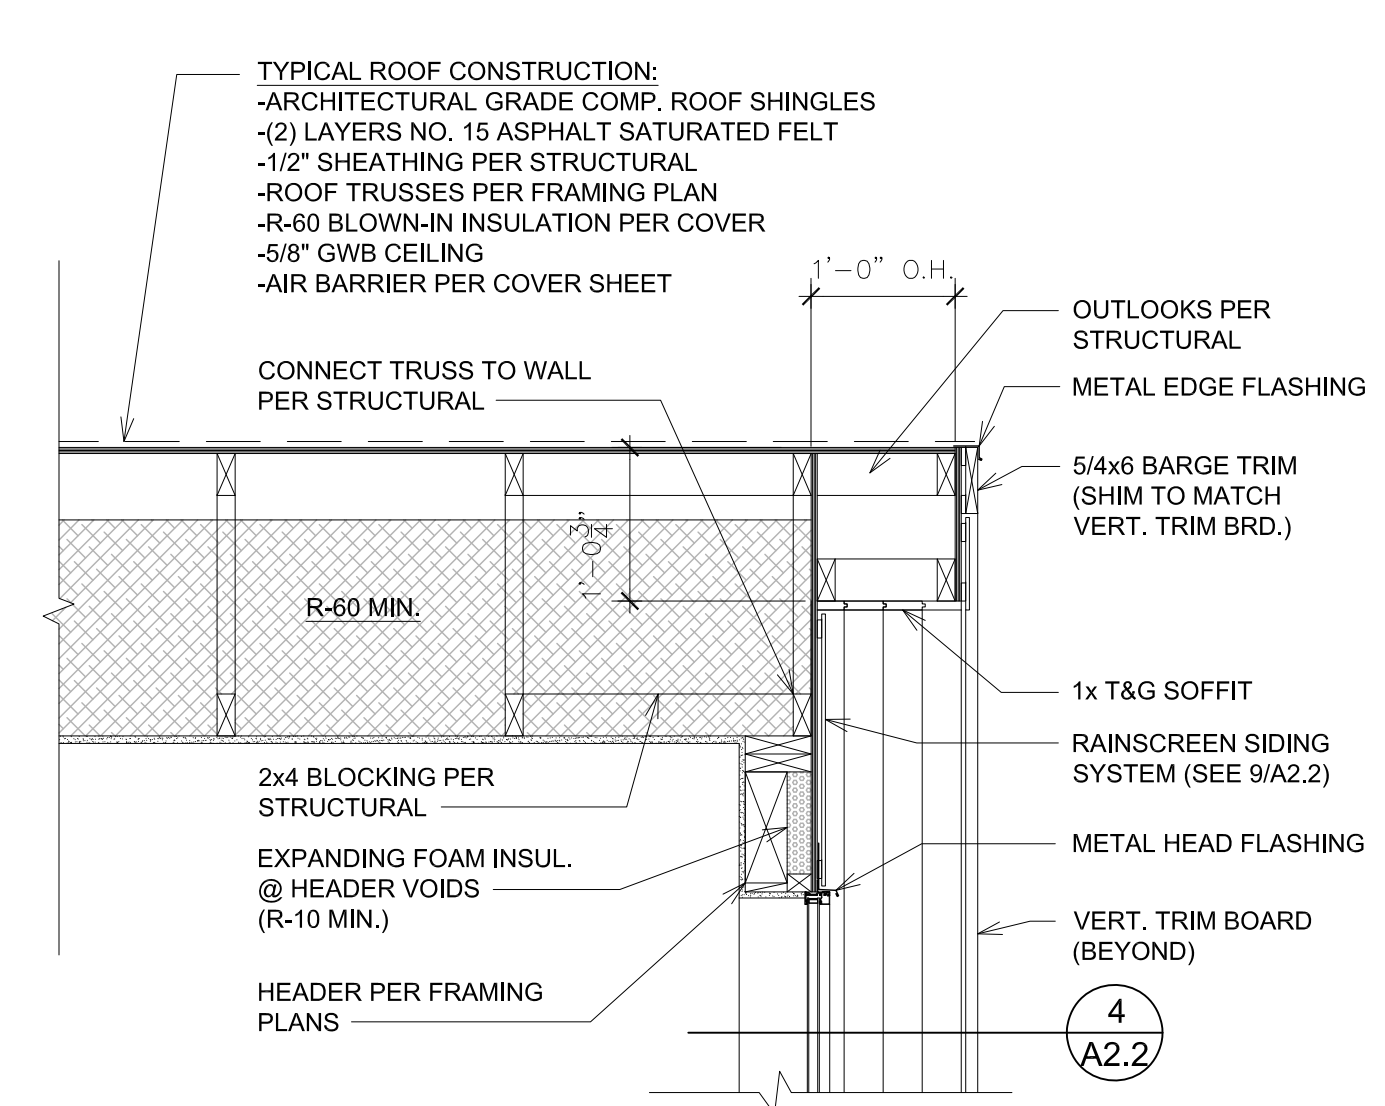 TYPICAL ROOF CONSTRUCTION:
-ARCHITECTURAL GRADE COMP. ROOF SHINGLES
-(2) LAYERS NO. 15 ASPHALT SATURATED FELT
-1/2" SHEATHING PER STRUCTURAL
-ROOF TRUSSES PER FRAMING PLAN
-R-60 BLOWN-IN INSULATION PER COVER
-5/8" GWB CEILING
-AIR BARRIER PER COVER SHEET
1'-0" O.H.
OUTLOOKS PER
STRUCTURAL
METAL EDGE FLASHING
CONNECT TRUSS TO WALL
PER STRUCTURAL
5/4x6 BARGE TRIM
(SHIM TO MATCH
VERT. TRIM BRD.)
1'-0 3/4"
R-60 MIN.
1x T&G SOFFIT
RAINSCREEN SIDING
SYSTEM (SEE 9/A2.2)
2x4 BLOCKING PER
STRUCTURAL
METAL HEAD FLASHING
EXPANDING FOAM INSUL.
@ HEADER VOIDS
(R-10 MIN.)
VERT. TRIM BOARD
(BEYOND)
HEADER PER FRAMING
PLANS
4
A2.2